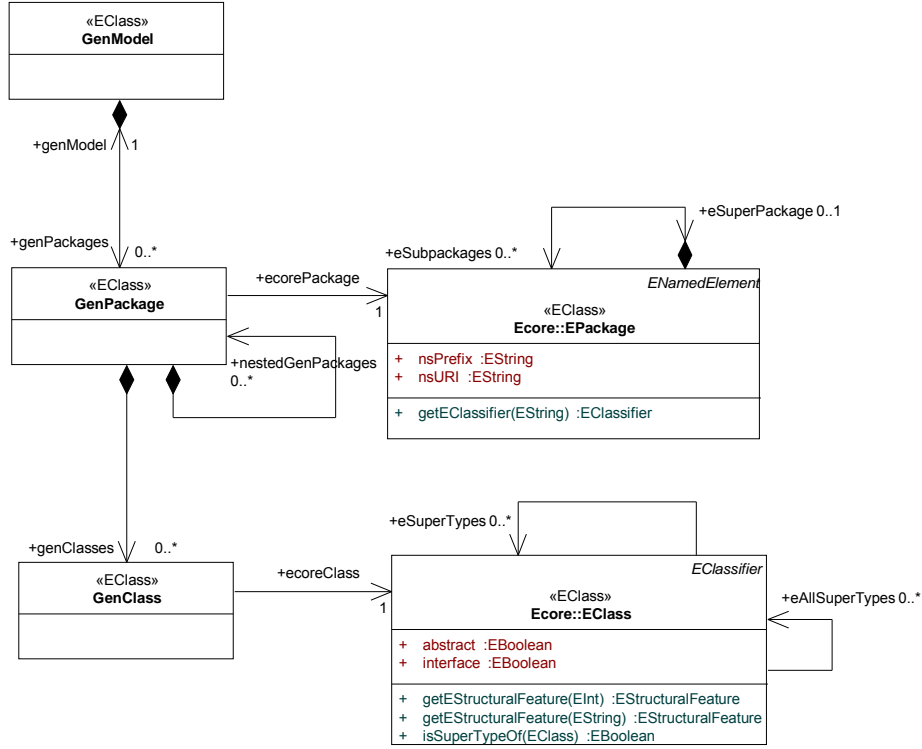 «EClass»
GenModel
+genModel 1
+genPackages 0..*
+eSuperPackage 0..1
+eSubpackages 0..*
«EClass»
GenPackage
+ecorePackage
1
ENamedElement
«EClass»
Ecore::EPackage
+ nsPrefix :EString
+ nsURI :EString
+ getEClassifier(EString) :EClassifier
+nestedGenPackages
0..*
+genClasses 0..*
«EClass»
GenClass
+ecoreClass
1
+eSuperTypes 0..*
EClassifier
«EClass»
Ecore::EClass
+ abstract :EBoolean
+ interface :EBoolean
+ getEStructuralFeature(EInt) :EStructuralFeature
+ getEStructuralFeature(EString) :EStructuralFeature
+ isSuperTypeOf(EClass) :EBoolean
+eAllSuperTypes 0..*